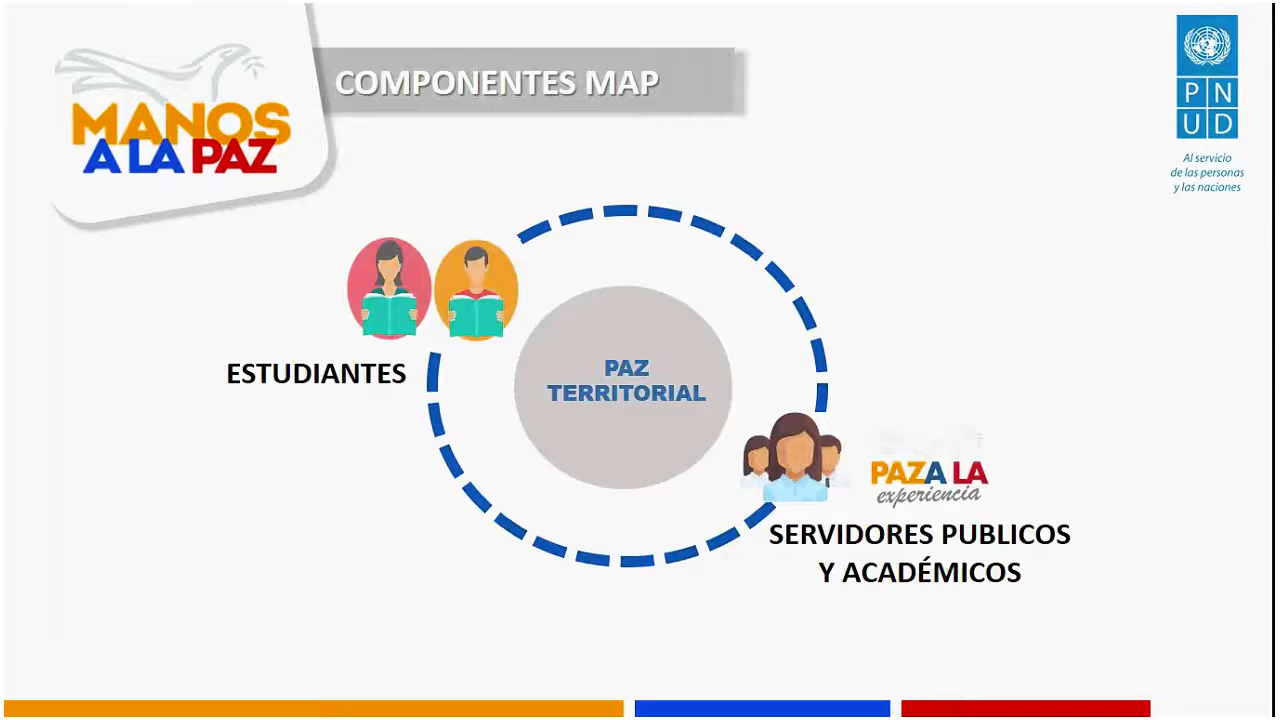 MANOS
A LA PAZ
COMPONENTES MAP
P N
U D
Al servicio
de las personas
y las naciones
ESTUDIANTES
PAZ
TERRITORIAL
PAZ A LA
experiencia
SERVIDORES PUBLICOS
Y ACADÉMICOS